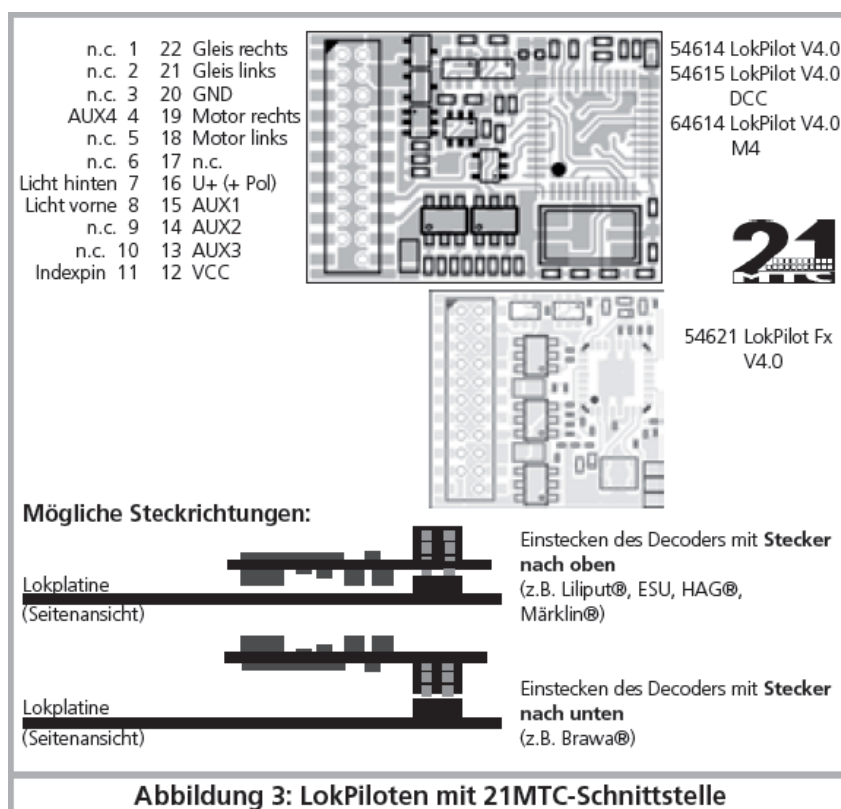 n.c. 1 22 Gleis rechts
n.c. 2 21 Gleis links
n.c. 3 20 GND
AUX4 4 19 Motor rechts
n.c. 5 18 Motor links
n.c. 6 17 n.c.
Licht hinten 7 16 U+ (+ Pol)
Licht vorne 8 15 AUX1
n.c. 9 14 AUX2
n.c. 10 13 AUX3
Indexpin 11 12 VCC
54614 LokPilot V4.0
54615 LokPilot V4.0
DCC
64614 LokPilot V4.0
M4
21
MTC
54621 LokPilot Fx
V4.0
Mögliche Steckrichtungen:
Einstecken des Decoders mit Stecker
nach oben
(z.B. Liliput®, ESU, HAG®,
Märklin®)
Lokplatine
(Seitenansicht)
Einstecken des Decoders mit Stecker
nach unten
(z.B. Brawa®)
Lokplatine
(Seitenansicht)
Abbildung 3: LokPiloten mit 21MTC-Schnittstelle